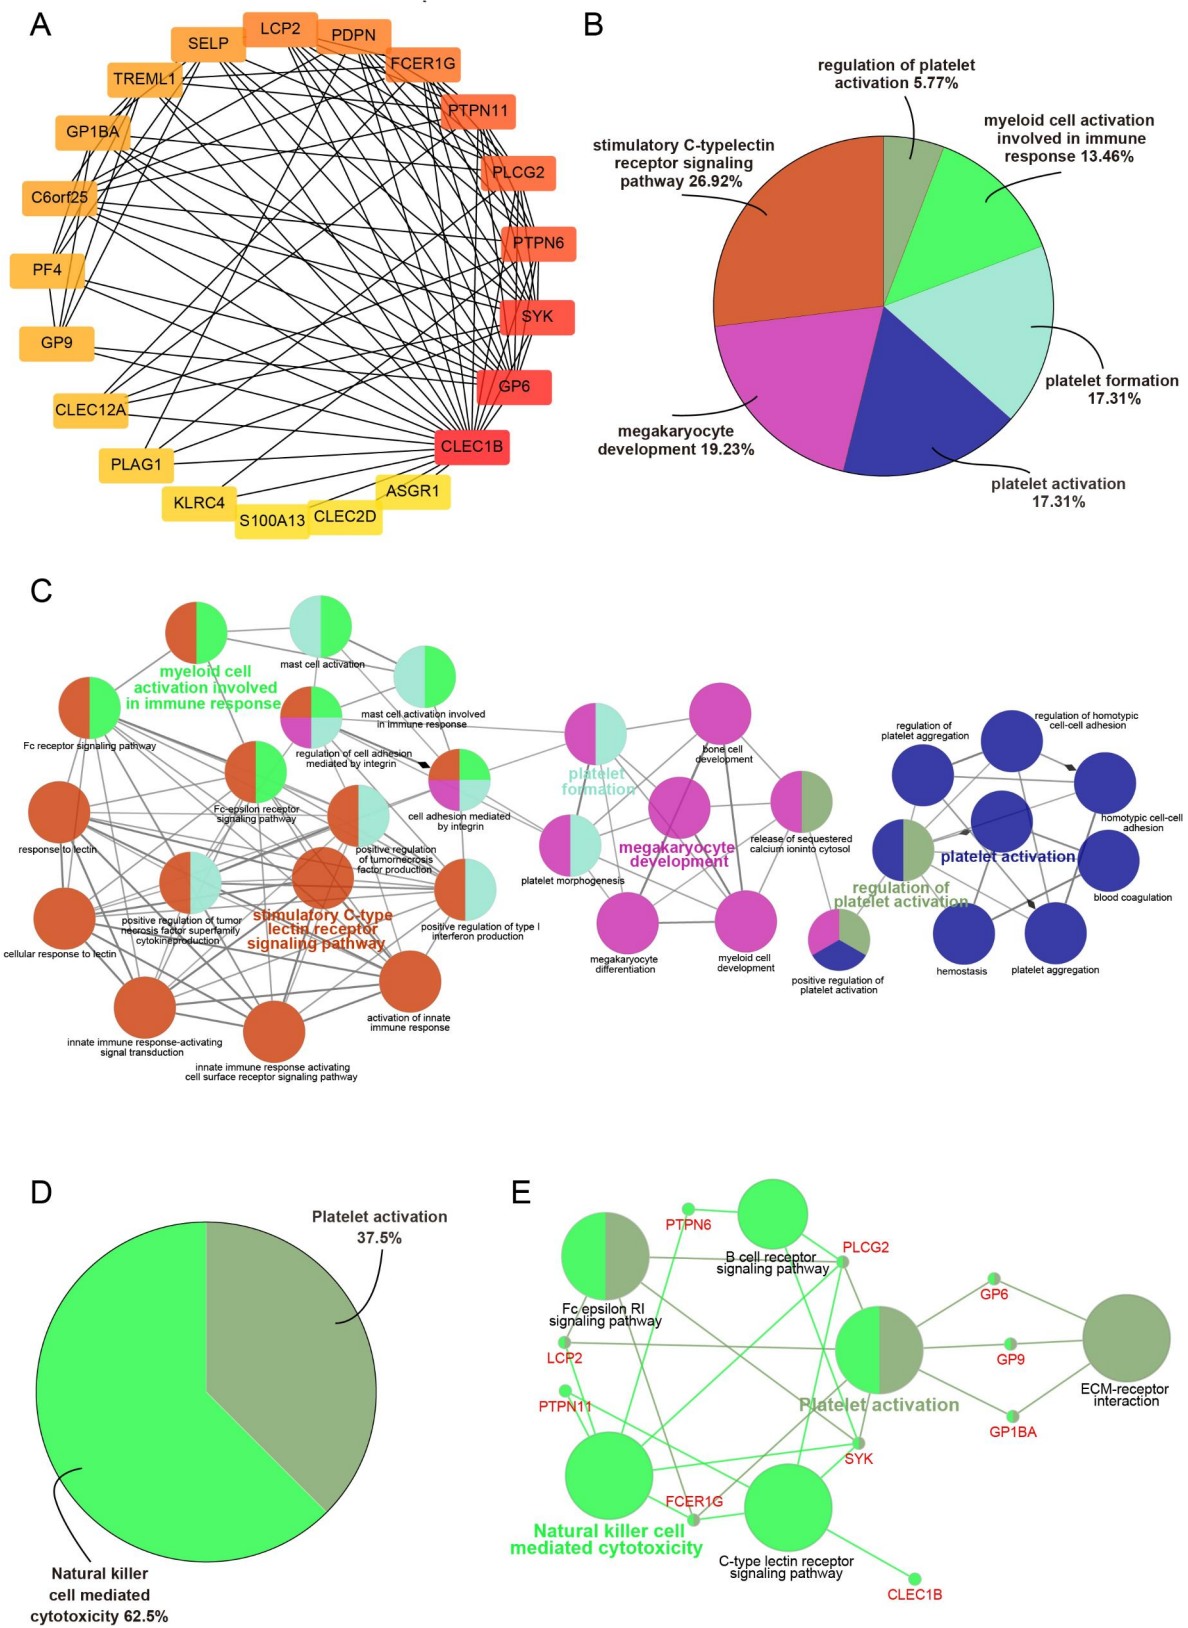 A
LCP2
PDPN
SELP
FCER1G
TREML1
PTPN11
GP1BA
PLCG2
C6orf25
PTPN6
PF4
SYK
GP9
GP6
CLEC12A
CLEC1B
PLAG1
ASGR1
KLRC4
S100A13
CLEC2D
B
regulation of platelet
activation 5.77%
myeloid cell activation
involved in immune
response 13.46%
stimulatory C-typelectin
receptor signaling
pathway 26.92%
platelet formation
17.31%
megakaryocyte
development 19.23%
platelet activation
17.31%
C
myeloid cell
activation involved
in immune response
mast cell activation
mast cell activation involved
in immune response
Fc receptor signaling pathway
regulation of cell adhesion
mediated by integrin
Fc-epsilon receptor
signaling pathway
cell adhesion mediated
by integrin
response to lectin
positive regulation
of tumornecrosis
factor production
positive regulation of tumor
necrosis factor superfamily
cytokineproduction
stimulatory C-type
lectin receptor
signaling pathway
positive regulation of type I
interferon production
cellular response to lectin
activation of innate
immune response
innate immune response-activating
signal transduction
innate immune response activating
cell surface receptor signaling pathway
platelet
formation
bone cell
development
megakaryocyte
development
release of sequestered
calcium ioninto cytosol
platelet morphogenesis
megakaryocyte
differentiation
myeloid cell
development
positive regulation of
platelet activation
regulation of
platelet aggregation
regulation of homotypic
cell-cell adhesion
homotypic cell-cell
adhesion
platelet activation
regulation of
platelet activation
blood coagulation
hemostasis
platelet aggregation
D
Platelet activation
37.5%
Natural killer
cell mediated
cytotoxicity 62.5%
E
PTPN6
B cell receptor
signaling pathway
PLCG2
Fc epsilon RI
signaling pathway
GP6
LCP2
GP9
ECM-receptor
interaction
PTPN11
Platelet activation
GP1BA
SYK
FCER1G
Natural killer cell
mediated cytotoxicity
C-type lectin receptor
signaling pathway
CLEC1B